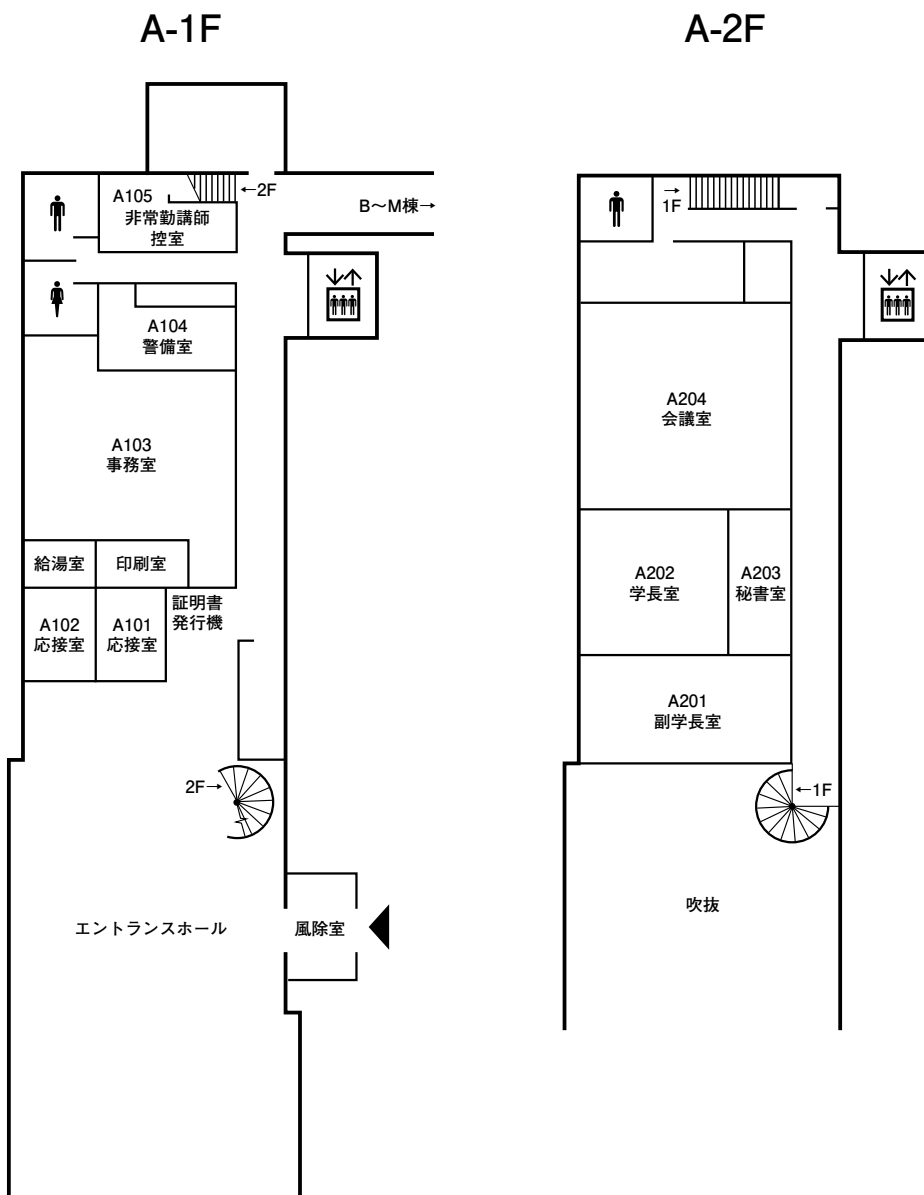 A-1F
A105
非常勤講師
控室
←2F
B〜M棟→
A104
警備室
A103
事務室
給湯室
印刷室
A102
応接室
A101
応接室
証明書
発行機
2F→
エントランスホール
風除室
A-2F
→
1F
A204
会議室
A202
学長室
A203
秘書室
A201
副学長室
←1F
吹抜